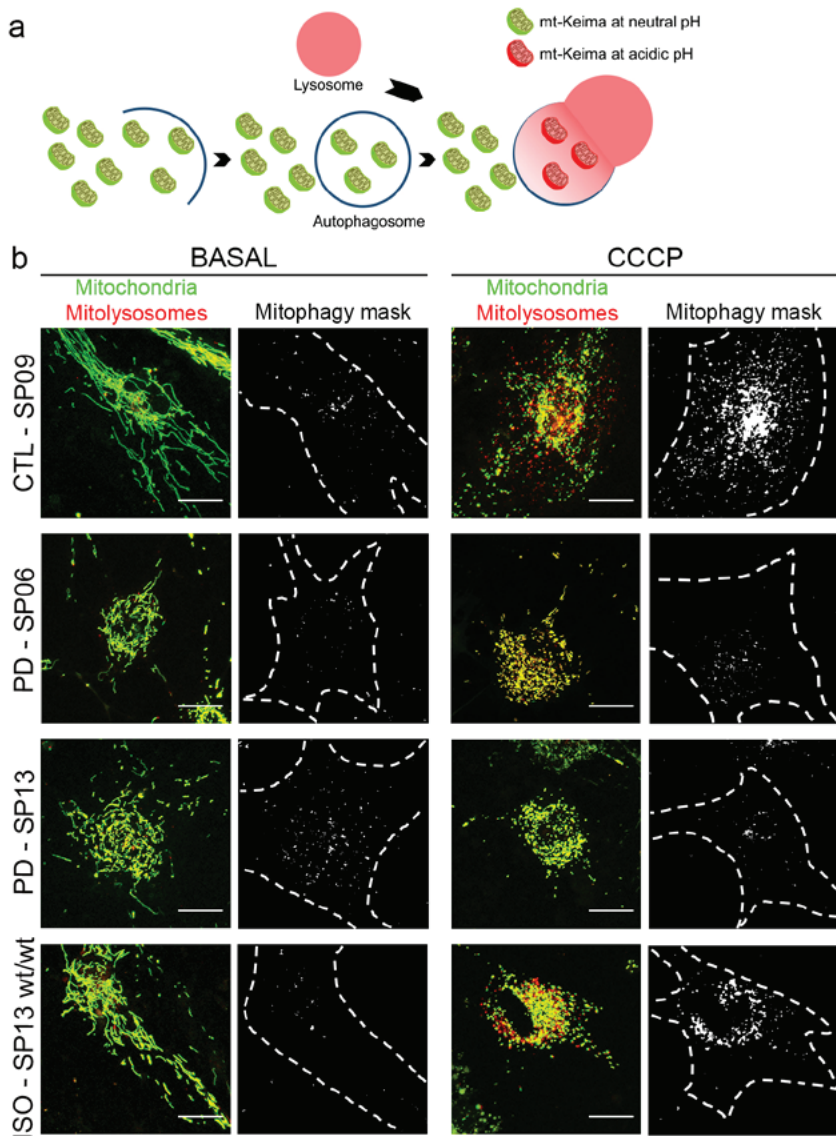 a
mt-Keima at neutral pH
mt-Keima at acidic pH
Lysosome
Autophagosome
b
BASAL
CCCP
Mitochondria
Mitolysosomes
Mitophagy mask
Mitochondria
Mitolysosomes
Mitophagy mask
CTL - SP09
PD - SP06
PD - SP13
ISO - SP13 wt/wt